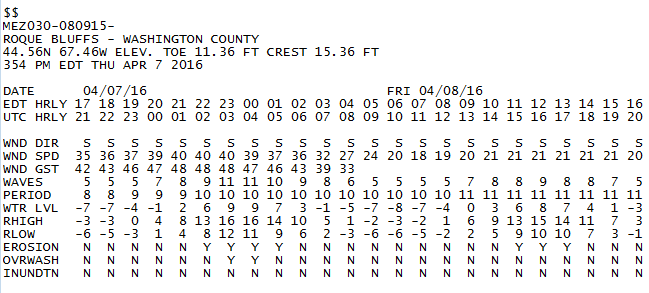 $$
MEZ030-080915-
ROQUE BLUFFS - WASHINGTON COUNTY
44.56N 67.46W ELEV. TOE 11.36 FT CREST 15.36 FT
354 PM EDT THU APR 7 2016
DATE 04/07/16 FRI 04/08/16
EDT HRLY 17 18 19 20 21 22 23 00 01 02 03 04 05 06 07 08 09 10 11 12 13 14 15 16
UTC HRLY 21 22 23 00 01 02 03 04 05 06 07 08 09 10 11 12 13 14 15 16 17 18 19 20
WND DIR S S S S S S S S S S S S S S S S S S S S S S S S
WND SPD 35 36 37 39 40 40 40 39 37 36 32 27 24 20 18 19 20 21 21 21 21 21 21 20
WND GST 42 43 46 47 48 48 48 47 46 43 39 33
WAVES 5 5 5 7 8 9 11 11 10 9 8 6 5 5 5 5 7 8 8 9 8 8 7 5
PERIOD 8 8 9 9 9 10 10 10 10 10 10 10 10 10 10 10 11 11 11 11 11 11 11 11
WTR LVL -7 -7 -4 -1 2 6 9 9 7 3 -1 -5 -7 -8 -7 -4 0 3 6 8 7 4 1 -3
RHIGH -3 -3 0 4 8 13 16 16 14 10 5 1 -2 -3 -2 1 6 9 13 15 14 11 7 3
RLOW -6 -5 -3 1 4 8 12 11 9 6 2 -3 -6 -6 -5 -2 2 5 9 10 10 7 3 -1
EROSION N N N N N Y Y Y Y N N N N N N N N N Y Y Y N N N
OVRWASH N N N N N N Y Y N N N N N N N N N N N N N N N N
INUNDTN N N N N N N N N N N N N N N N N N N N N N N N N